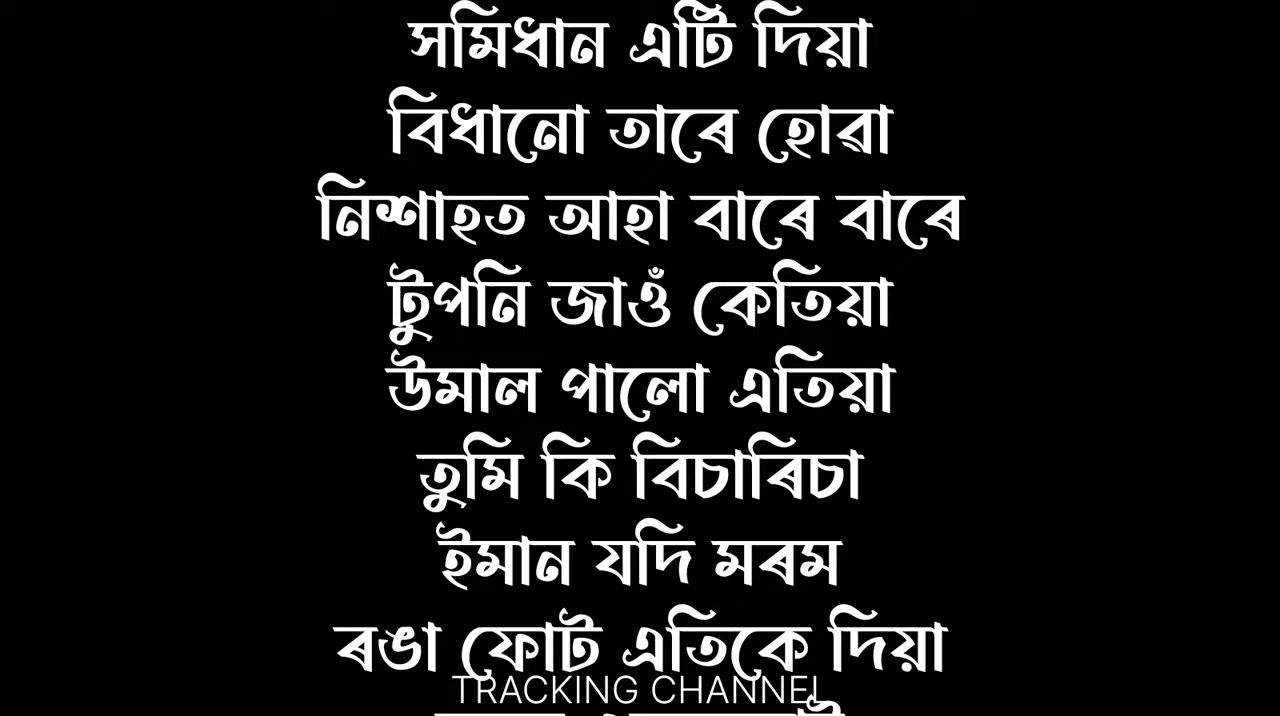 সমিধান এটি দিয়া
বিধানো তাৰে হোৱা
নিশাহত আহা বাৰে বাৰে
টুপনি জাওঁ কেতিয়া
উমাল পালো এতিয়া
তুমি কি বিচাৰিচা
ইমান যদি মৰম
ৰঙা ফোট এতিকে দিয়া
TRACKING CHANNEL